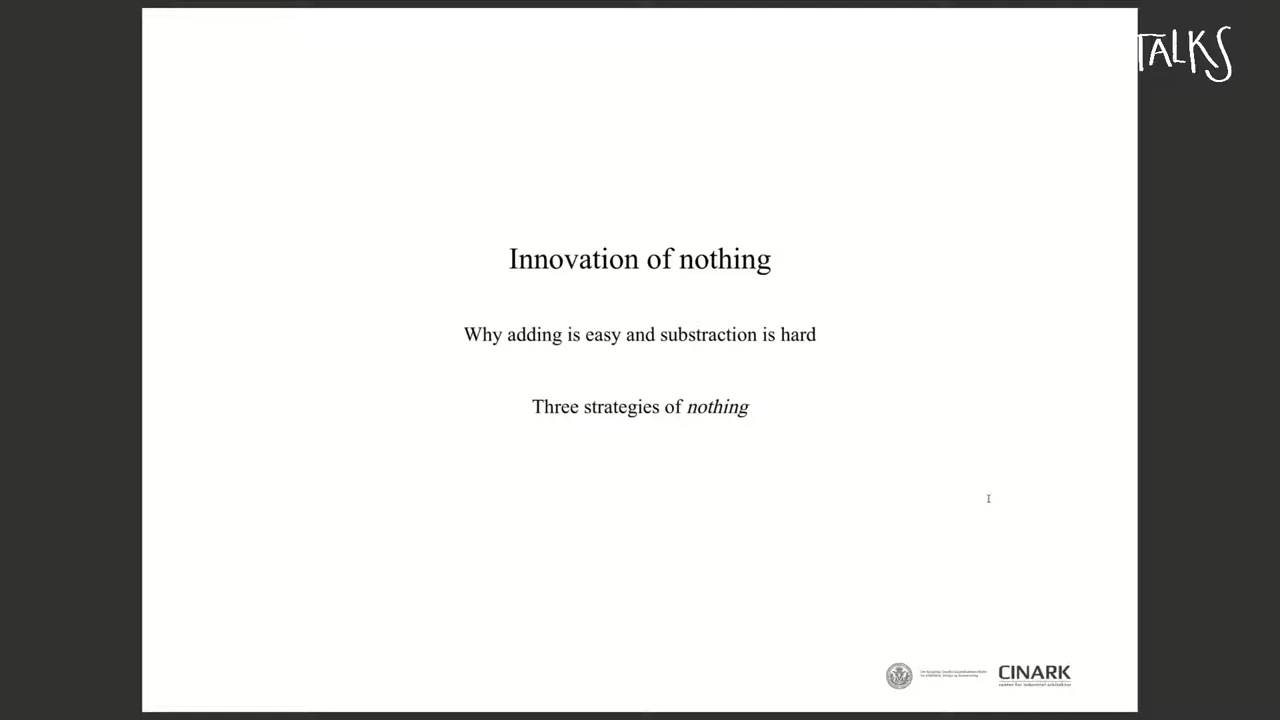 TALKS
Innovation of nothing
Why adding is easy and substraction is hard
Three strategies of nothing
CINARK